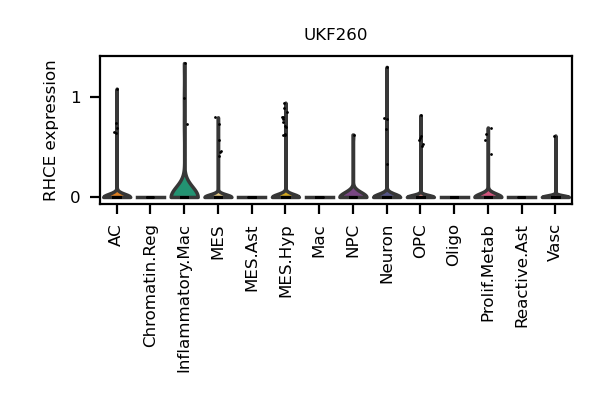 UKF260
RHCE expression
1
0
AC
Chromatin.Reg
Inflammatory.Mac
MES
MES.Ast
MES.Hyp
Mac
NPC
Neuron
OPC
Oligo
Prolif.Metab
Reactive.Ast
Vasc